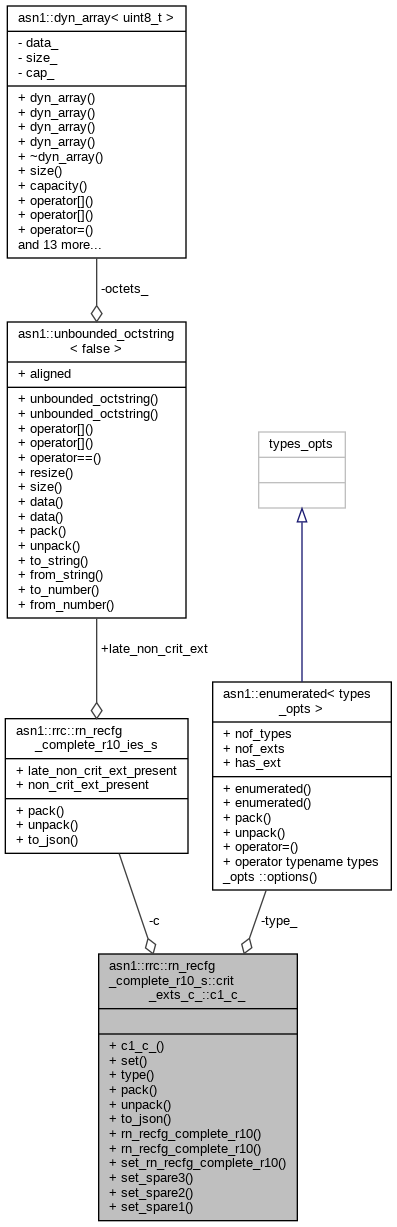 asn1::dyn_array< uint8_t >
- data_
- size_
- cap_
+ dyn_array()
+ dyn_array()
+ dyn_array()
+ dyn_array()
+ ~dyn_array()
+ size()
+ capacity()
+ operator[]()
+ operator[]()
+ operator=()
and 13 more...
-octets_
asn1::unbounded_octstring
< false >
+ aligned
+ unbounded_octstring()
+ unbounded_octstring()
+ operator[]()
+ operator[]()
+ operator==()
+ resize()
+ size()
+ data()
+ data()
+ pack()
+ unpack()
+ to_string()
+ from_string()
+ to_number()
+ from_number()
types_opts
+late_non_crit_ext
asn1::rrc::rn_recfg
_complete_r10_ies_s
+ late_non_crit_ext_present
+ non_crit_ext_present
+ pack()
+ unpack()
+ to_json()
asn1::enumerated< types
_opts >
+ nof_types
+ nof_exts
+ has_ext
+ enumerated()
+ enumerated()
+ pack()
+ unpack()
+ operator=()
+ operator typename types
_opts ::options()
-c
-type_
asn1::rrc::rn_recfg
_complete_r10_s::crit
_exts_c_::c1_c_
+ c1_c_()
+ set()
+ type()
+ pack()
+ unpack()
+ to_json()
+ rn_recfg_complete_r10()
+ rn_recfg_complete_r10()
+ set_rn_recfg_complete_r10()
+ set_spare3()
+ set_spare2()
+ set_spare1()